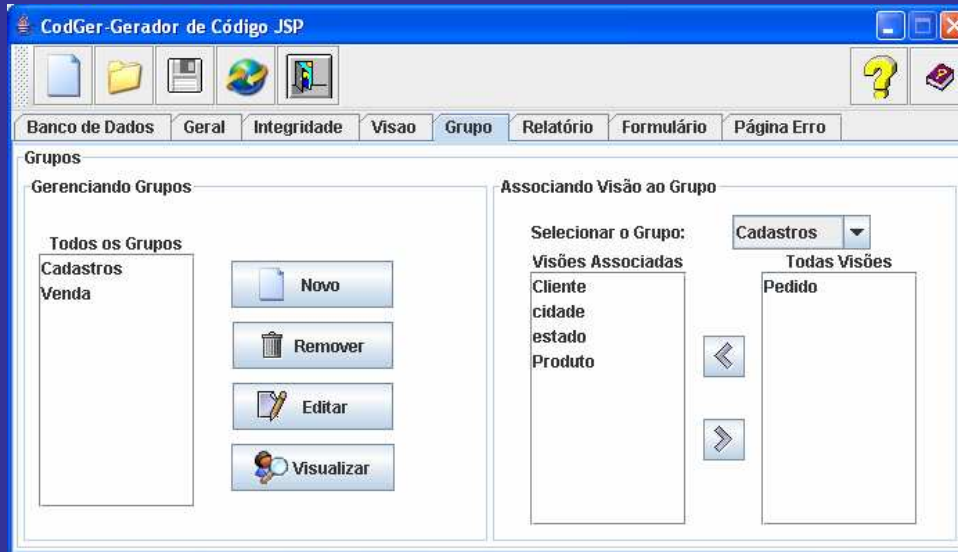 CodGer-Gerador de Código JSP
Banco de Dados Geral Integridade Visao Grupo Relatório Formulário Página Erro
Grupos
Gerenciando Grupos
Todos os Grupos
Cadastros
Venda
Novo
Remover
Editar
Visualizar
Associando Visão ao Grupo
Selecionar o Grupo: Cadastros
Visões Associadas
Cliente
cidade
estado
Produto
Todas Visões
Pedido